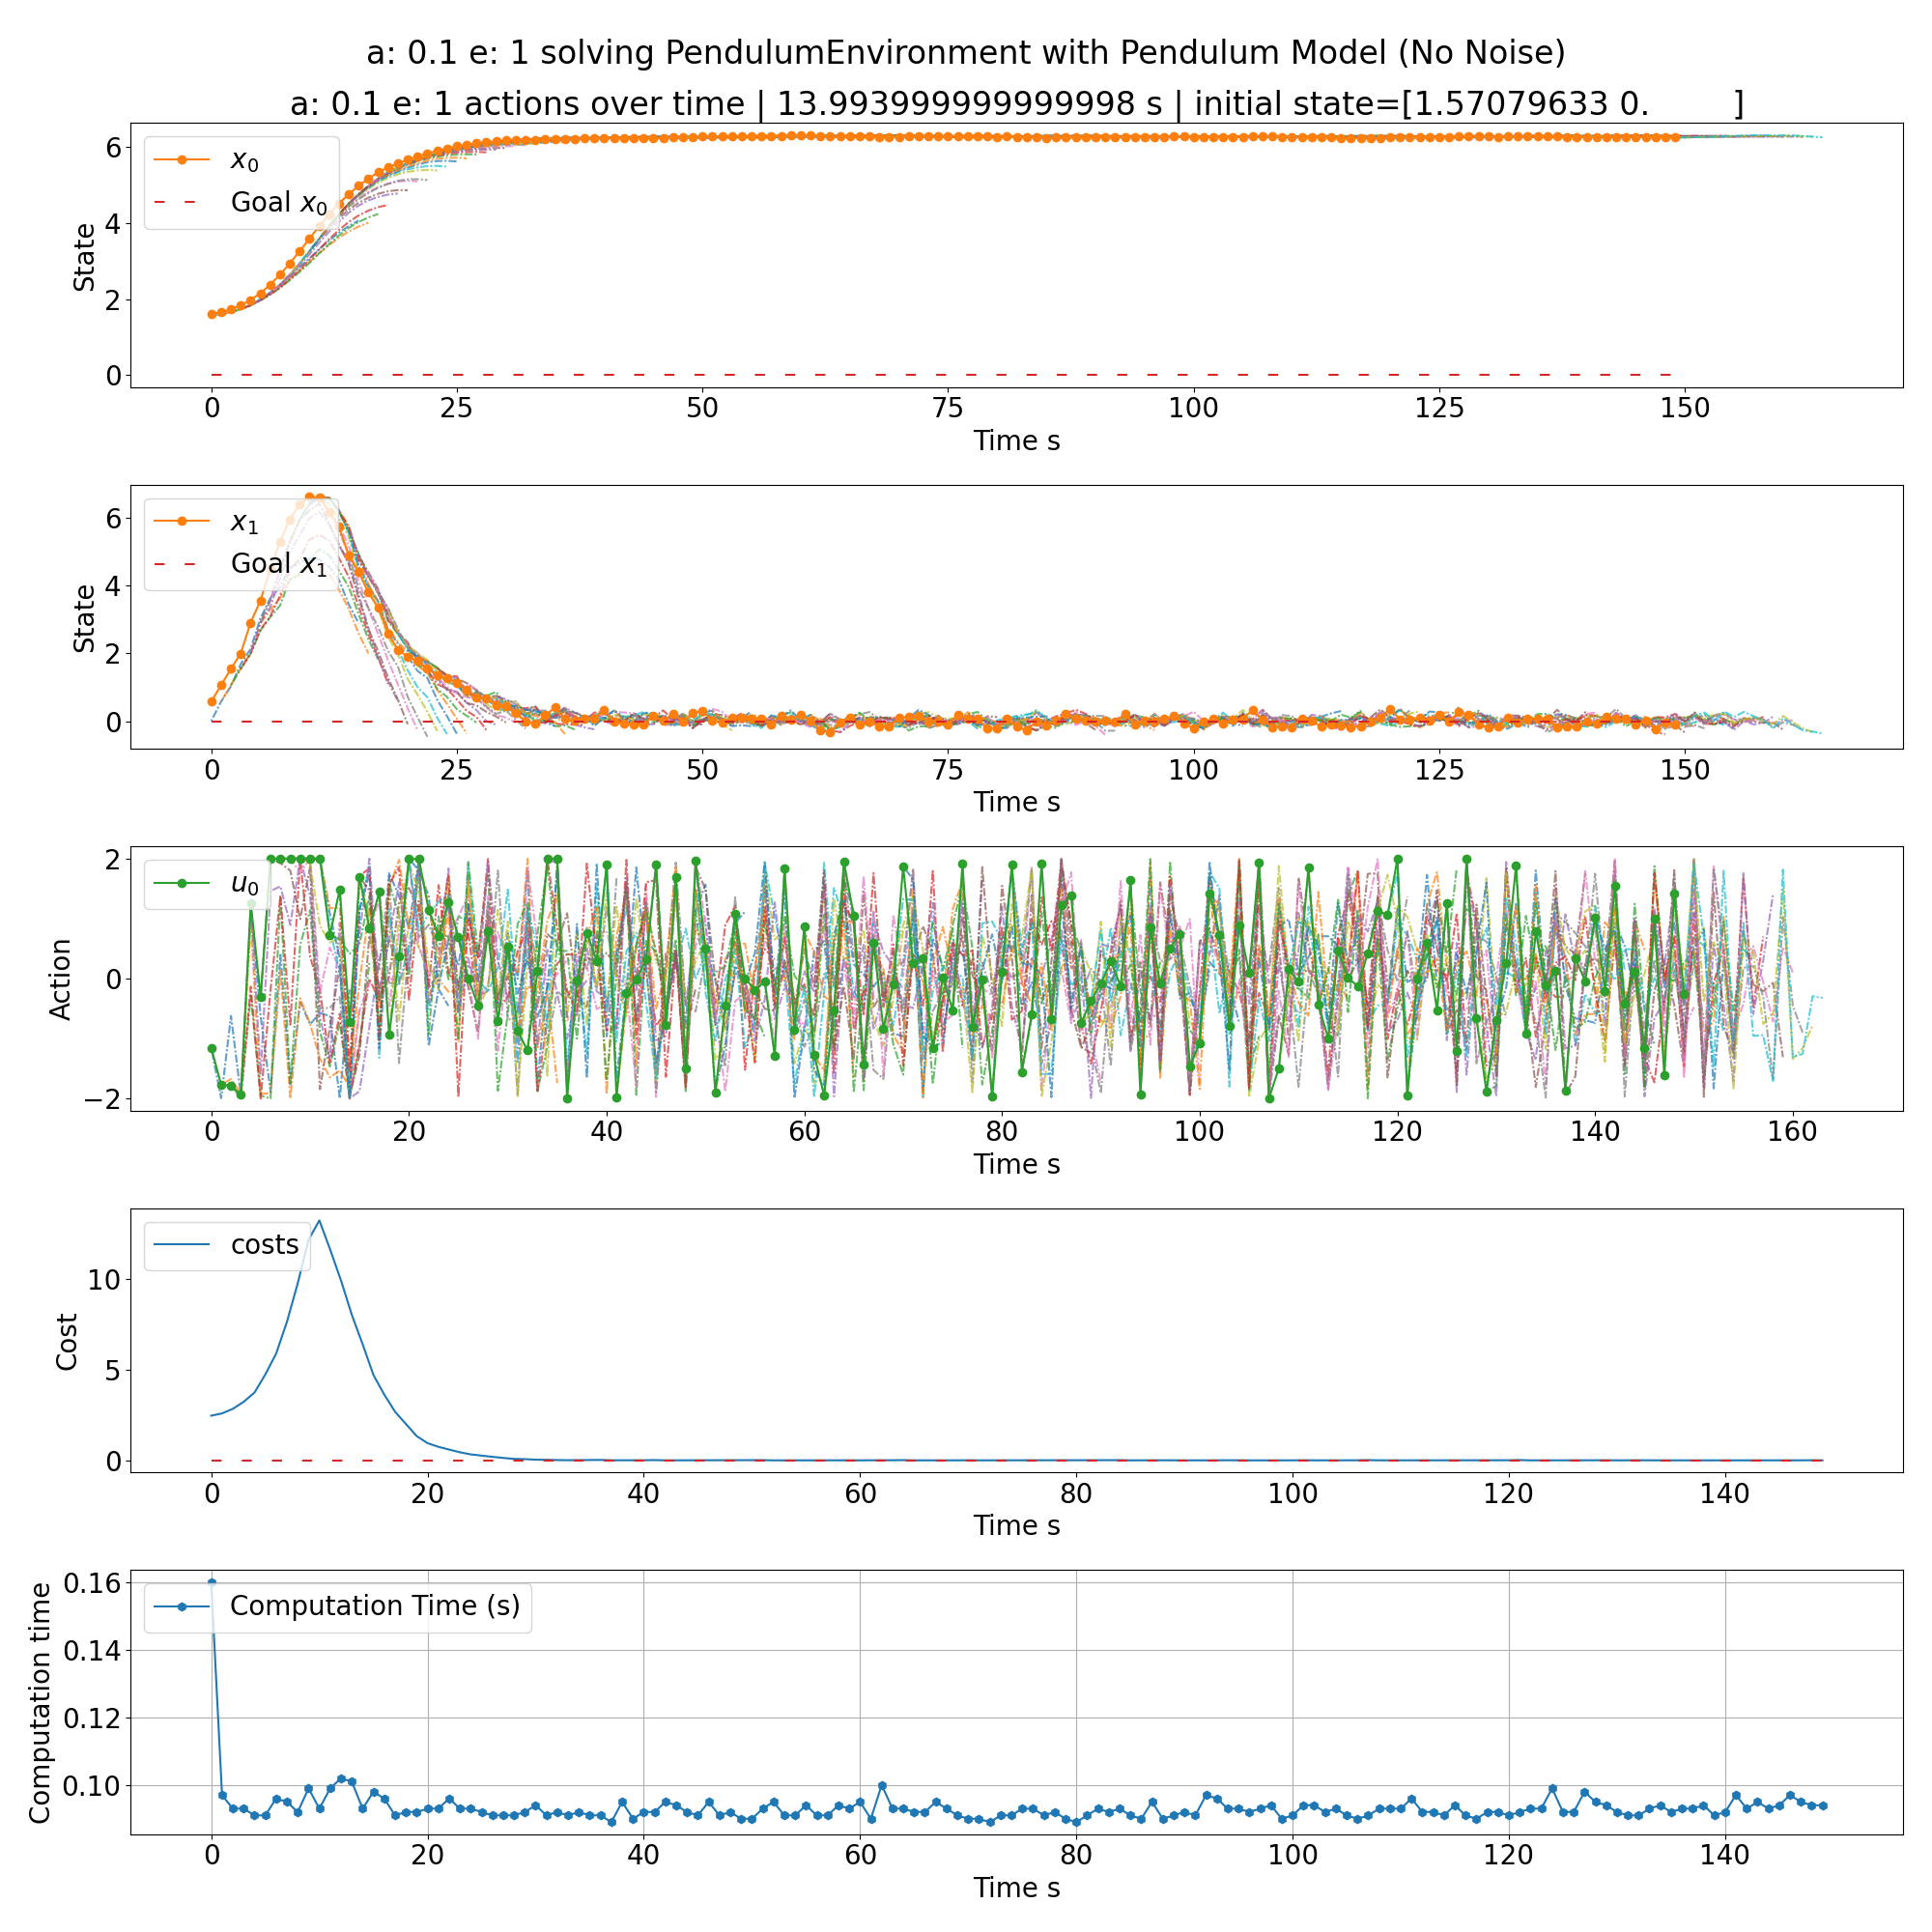 a: 0.1 e: 1 solving PendulumEnvironment with Pendulum Model (No Noise)
a: 0.1 e: 1 actions over time | 13.993999999999998 s | initial state=[1.57079633 0. ]
6
4
2
0
State
x₀
Goal x₀
0 25 50 75 100 125 150
Time s
6
4
2
0
State
x₁
Goal x₁
0 25 50 75 100 125 150
Time s
2
0
−2
Action
u₀
0 20 40 60 80 100 120 140 160
Time s
10
5
0
Cost
costs
0 20 40 60 80 100 120 140
Time s
0.16
0.14
0.12
0.10
Computation time
Computation Time (s)
0 20 40 60 80 100 120 140
Time s